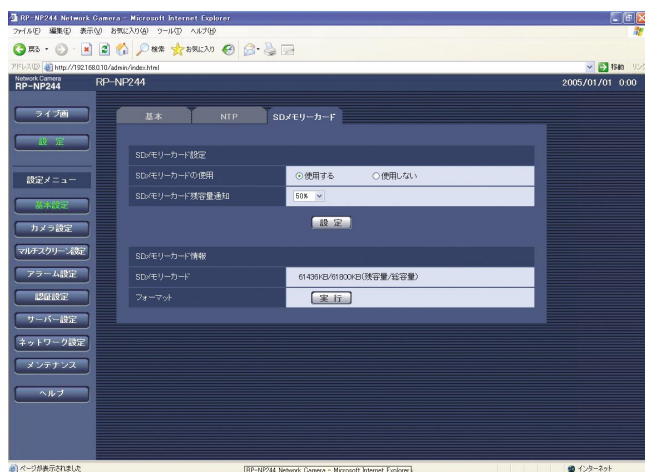 RP-NP244 Network Camera - Microsoft Internet Explorer
ファイル(F) 編集(E) 表示(V) お気に入り(A) ツール(T) ヘルプ(H)
戻る 検索 お気に入り
アドレス(D) http://192.168.0.10/admin/index.html 移動 リンク
Network Camera
RP-NP244 RP-NP244 2005/01/01 0:00
ライブ画
設定
設定メニュー
基本設定
カメラ設定
マルチスクリーン設定
アラーム設定
認証設定
サーバー設定
ネットワーク設定
メンテナンス
ヘルプ
基本 NTP SDメモリーカード
SDメモリーカード設定
SDメモリーカードの使用 使用する 使用しない
SDメモリーカード残容量通知 50%
設定
SDメモリーカード情報
SDメモリーカード 61436KB/61800KB(残容量/総容量)
フォーマット 実行
ページが表示されました RP-NP244 Network Camera - Microsoft Internet Explorer インターネット